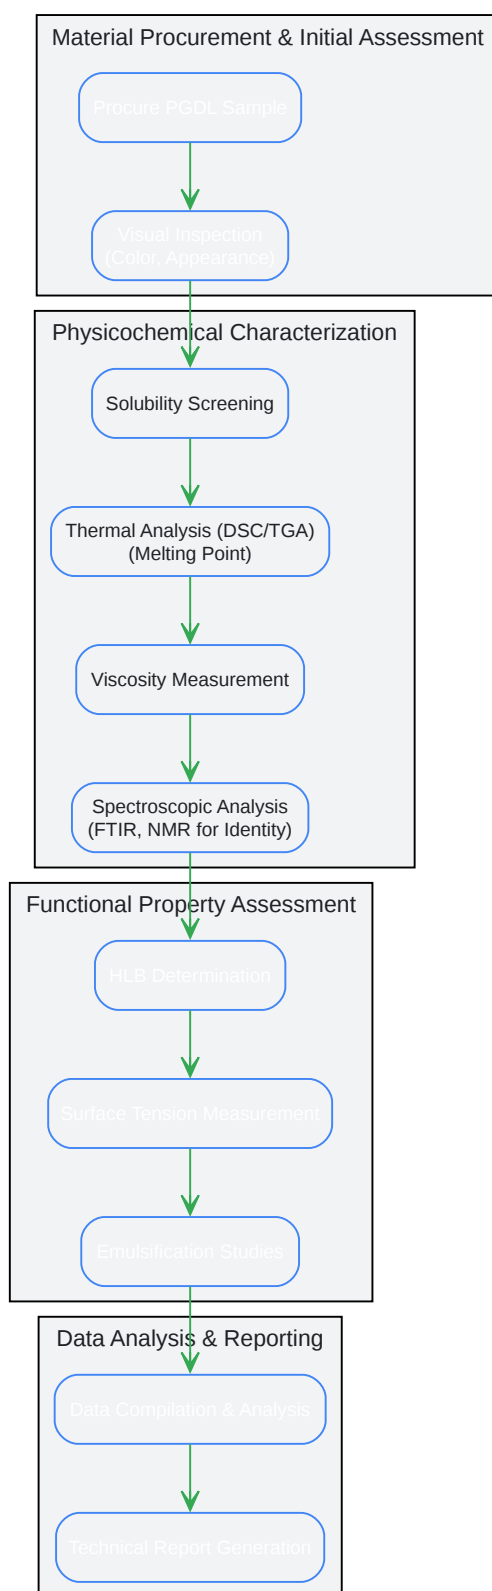 Material Procurement & Initial Assessment
Procure PGDL Sample
Visual Inspection
(Color, Appearance)
Physicochemical Characterization
Solubility Screening
Thermal Analysis (DSC/TGA)
(Melting Point)
Viscosity Measurement
Spectroscopic Analysis
(FTIR, NMR for Identity)
Functional Property Assessment
HLB Determination
Surface Tension Measurement
Emulsification Studies
Data Analysis & Reporting
Data Compilation & Analysis
Technical Report Generation